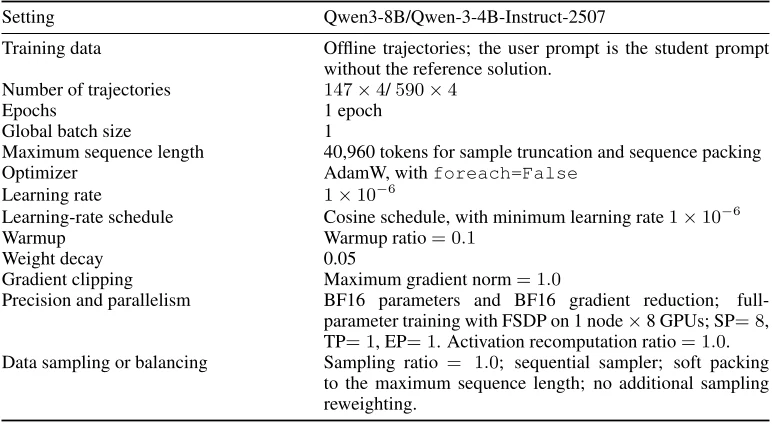 Setting Qwen3-8B/Qwen-3-4B-Instruct-2507
Training data Offline trajectories; the user prompt is the student prompt
without the reference solution.
Number of trajectories 147 × 4/ 590 × 4
Epochs 1 epoch
Global batch size 1
Maximum sequence length 40,960 tokens for sample truncation and sequence packing
Optimizer AdamW, with foreach=False
Learning rate 1 × 10⁻⁶
Learning-rate schedule Cosine schedule, with minimum learning rate 1 × 10⁻⁶
Warmup Warmup ratio = 0.1
Weight decay 0.05
Gradient clipping Maximum gradient norm = 1.0
Precision and parallelism BF16 parameters and BF16 gradient reduction; full-
parameter training with FSDP on 1 node × 8 GPUs; SP= 8,
TP= 1, EP= 1. Activation recomputation ratio = 1.0.
Data sampling or balancing Sampling ratio = 1.0; sequential sampler; soft packing
to the maximum sequence length; no additional sampling
reweighting.